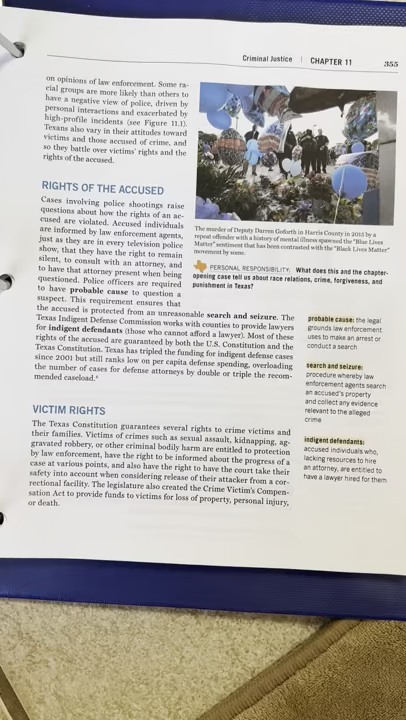 Criminal Justice | CHAPTER 11 355
on opinions of law enforcement. Some ra-
cial groups are more likely than others to
have a negative view of police, driven by
personal interactions and exacerbated by
high-profile incidents (see Figure 11.1).
Texans also vary in their attitudes toward
victims and those accused of crime, and
so they battle over victims' rights and the
rights of the accused.
RIGHTS OF THE ACCUSED
Cases involving police shootings raise
questions about how the rights of an ac-
cused are violated. Accused individuals
are informed by law enforcement agents,
just as they are in every television police
show, that they have the right to remain
silent, to consult with an attorney, and
to have that attorney present when being
questioned. Police officers are required
to have probable cause to question a
suspect. This requirement ensures that
the accused is protected from an unreasonable search and seizure. The
Texas Indigent Defense Commission works with counties to provide lawyers
for indigent defendants (those who cannot afford a lawyer). Most of these
rights of the accused are guaranteed by both the U.S. Constitution and the
Texas Constitution. Texas has tripled the funding for indigent defense cases
since 2001 but still ranks low on per capita defense spending, overloading
the number of cases for defense attorneys by double or triple the recom-
mended caseload.
VICTIM RIGHTS
The Texas Constitution guarantees several rights to crime victims and
their families. Victims of crimes such as sexual assault, kidnapping, ag-
gravated robbery, or other criminal bodily harm are entitled to protection
by law enforcement, have the right to be informed about the progress of a
case at various points, and also have the right to have the court take their
safety into account when considering release of their attacker from a cor-
rectional facility. The legislature also created the Crime Victim's Compen-
sation Act to provide funds to victims for loss of property, personal injury,
or death.
The murder of Deputy Darren Goforth in Harris County in 2015 by a
repeat offender with a history of mental illness spawned the "Blue Lives
Matter" sentiment that has been contrasted with the "Black Lives Matter"
movement by some.
PERSONAL RESPONSIBILITY: What does this and the chapter-
opening case tell us about race relations, crime, forgiveness, and
punishment in Texas?
probable cause: the legal
grounds law enforcement
uses to make an arrest or
conduct a search
search and seizure:
procedure whereby law
enforcement agents search
an accused's property
and collect any evidence
relevant to the alleged
crime
indigent defendants:
accused individuals who,
lacking resources to hire
an attorney, are entitled to
have a lawyer hired for them